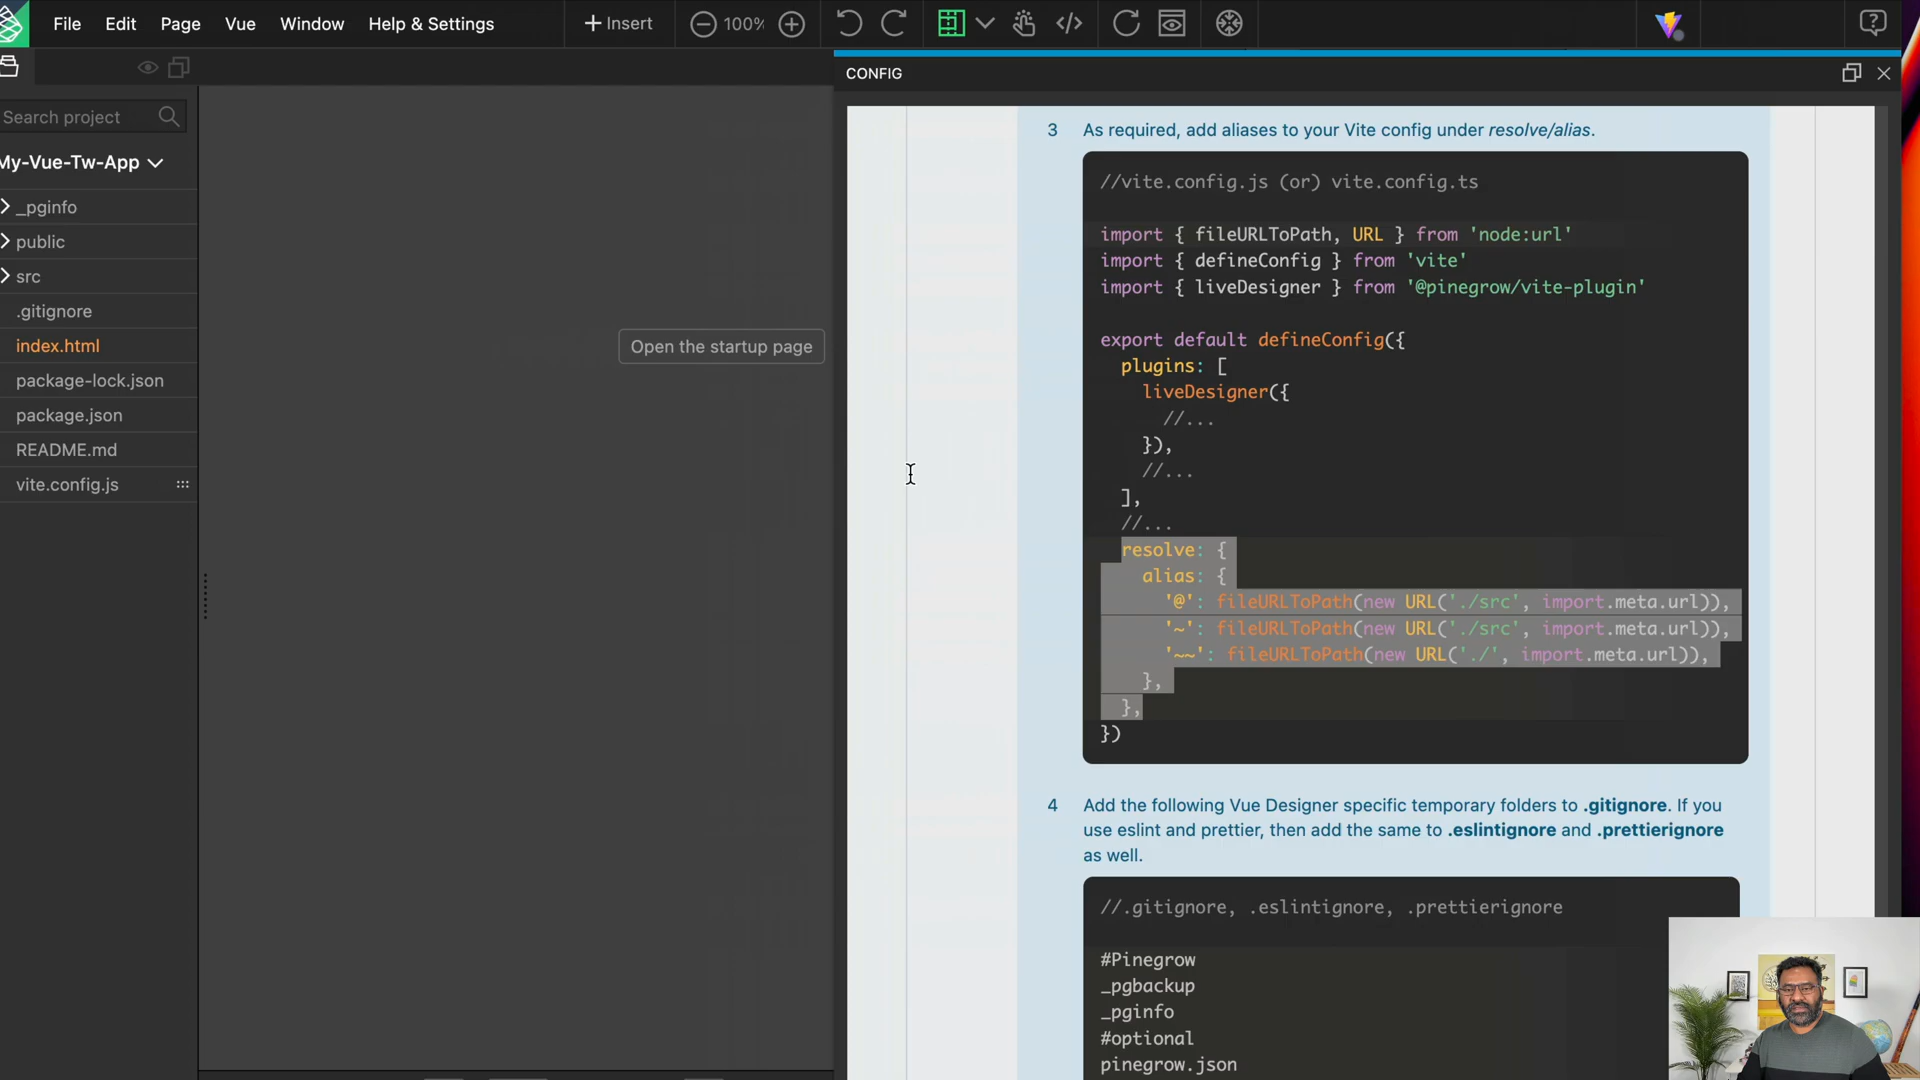 File Edit Page Vue Window Help & Settings
Insert
100%
Search project
My-Vue-Tw-App
_pginfo
public
src
.gitignore
index.html
package-lock.json
package.json
README.md
vite.config.js
Open the startup page
CONFIG
3 As required, add aliases to your Vite config under resolve/alias.
//vite.config.js (or) vite.config.ts
import { fileURLToPath, URL } from 'node:url'
import { defineConfig } from 'vite'
import { liveDesigner } from '@pinegrow/vite-plugin'
export default defineConfig({
plugins: [
liveDesigner({
//...
}),
//...
],
//...
resolve: {
alias: {
'@': fileURLToPath(new URL('./src', import.meta.url)),
'~': fileURLToPath(new URL('./src', import.meta.url)),
'~~': fileURLToPath(new URL('./', import.meta.url)),
},
},
})
4 Add the following Vue Designer specific temporary folders to .gitignore. If you
use eslint and prettier, then add the same to .eslintignore and .prettierignore
as well.
//.gitignore, .eslintignore, .prettierignore
#Pinegrow
_pgbackup
_pginfo
#optional
pinegrow.json